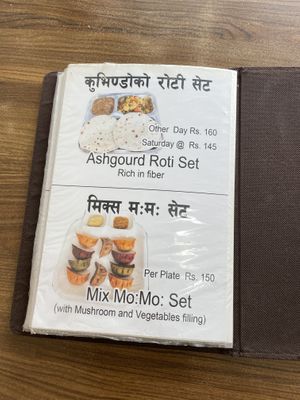 कुभिण्डोको रोटी सेट
Other Day Rs. 160
Saturday @ Rs. 145
Ashgourd Roti Set
Rich in fiber
मिक्स म:म: सेट
Per Plate Rs. 150
Mix Mo:Mo: Set
(with Mushroom and Vegetables filling)